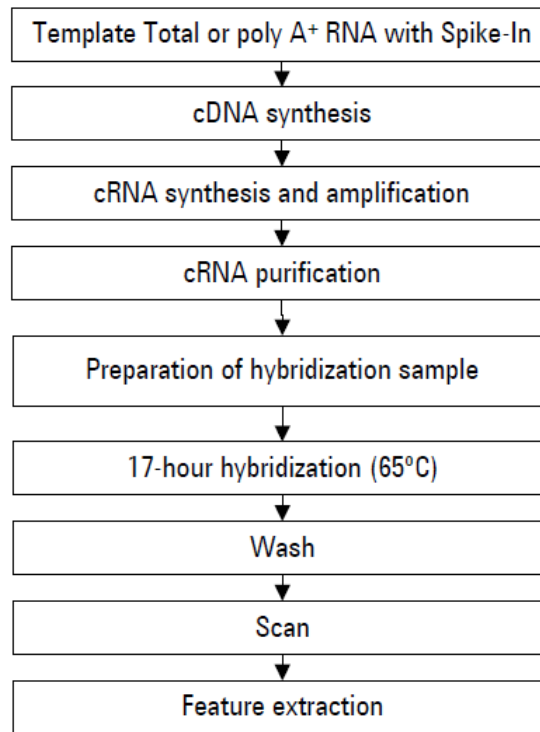 Template Total or poly A+ RNA with Spike-In
cDNA synthesis
cRNA synthesis and amplification
cRNA purification
Preparation of hybridization sample
17-hour hybridization (65ºC)
Wash
Scan
Feature extraction